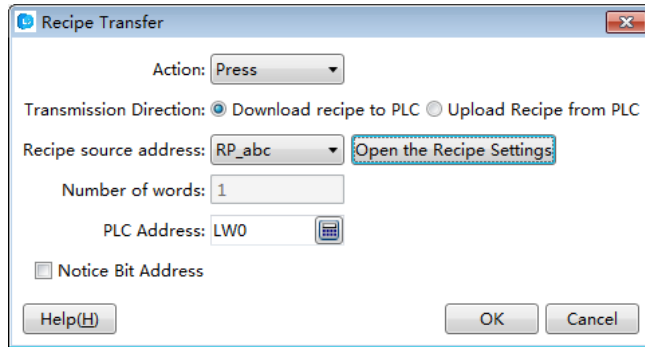 Recipe Transfer
Action: Press
Transmission Direction: Download recipe to PLC Upload Recipe from PLC
Recipe source address: RP_abc Open the Recipe Settings
Number of words: 1
PLC Address: LW0
Notice Bit Address
Help(H) OK Cancel